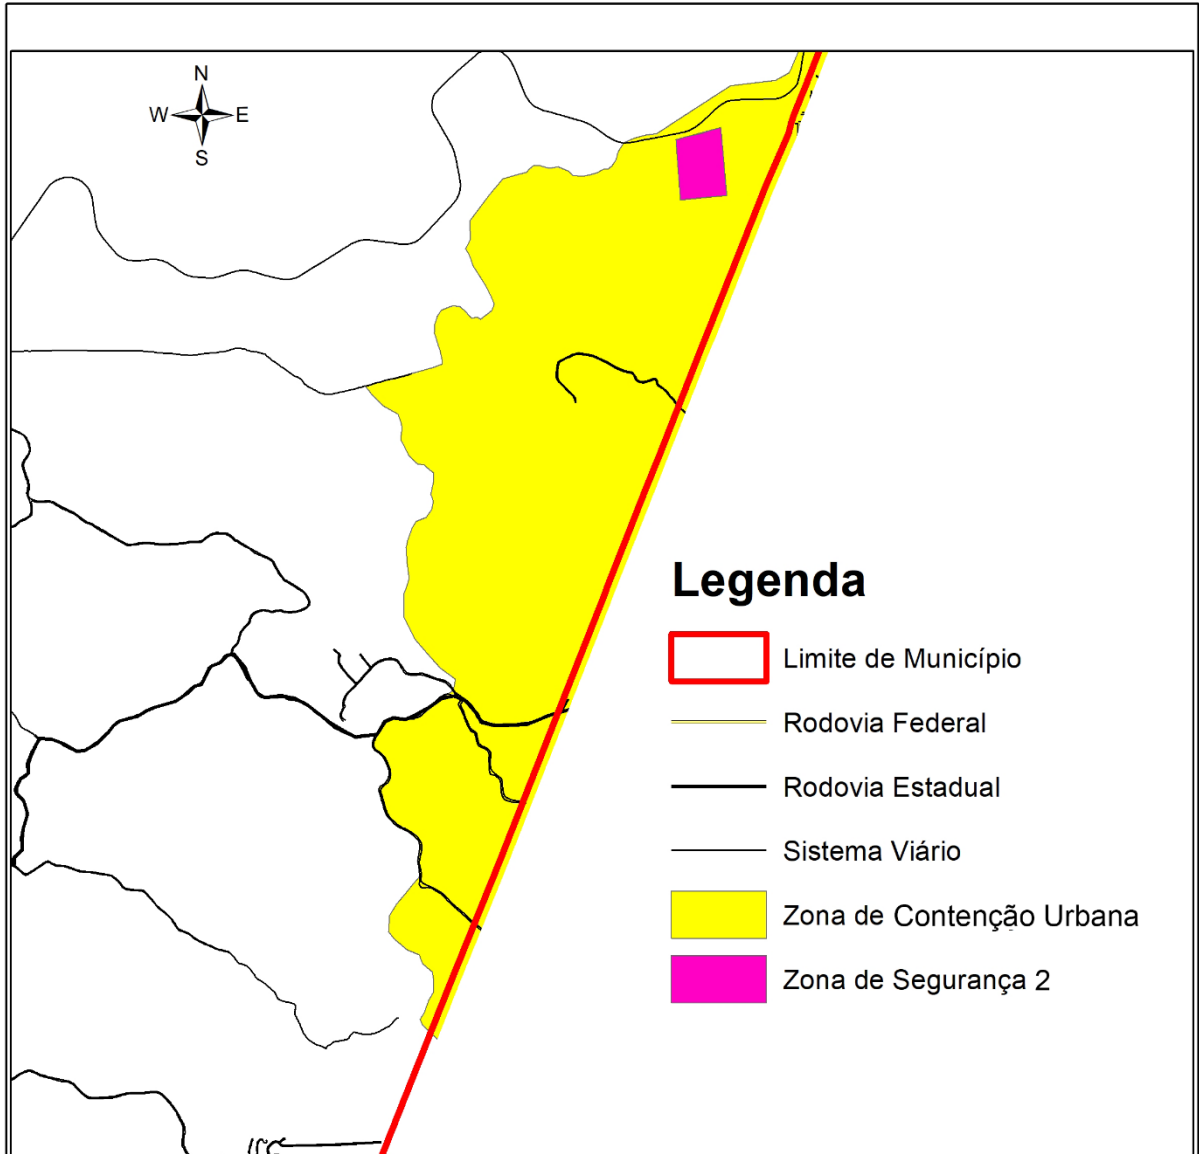 N
W E
S
Legenda
Limite de Município
Rodovia Federal
Rodovia Estadual
Sistema Viário
Zona de Contenção Urbana
Zona de Segurança 2